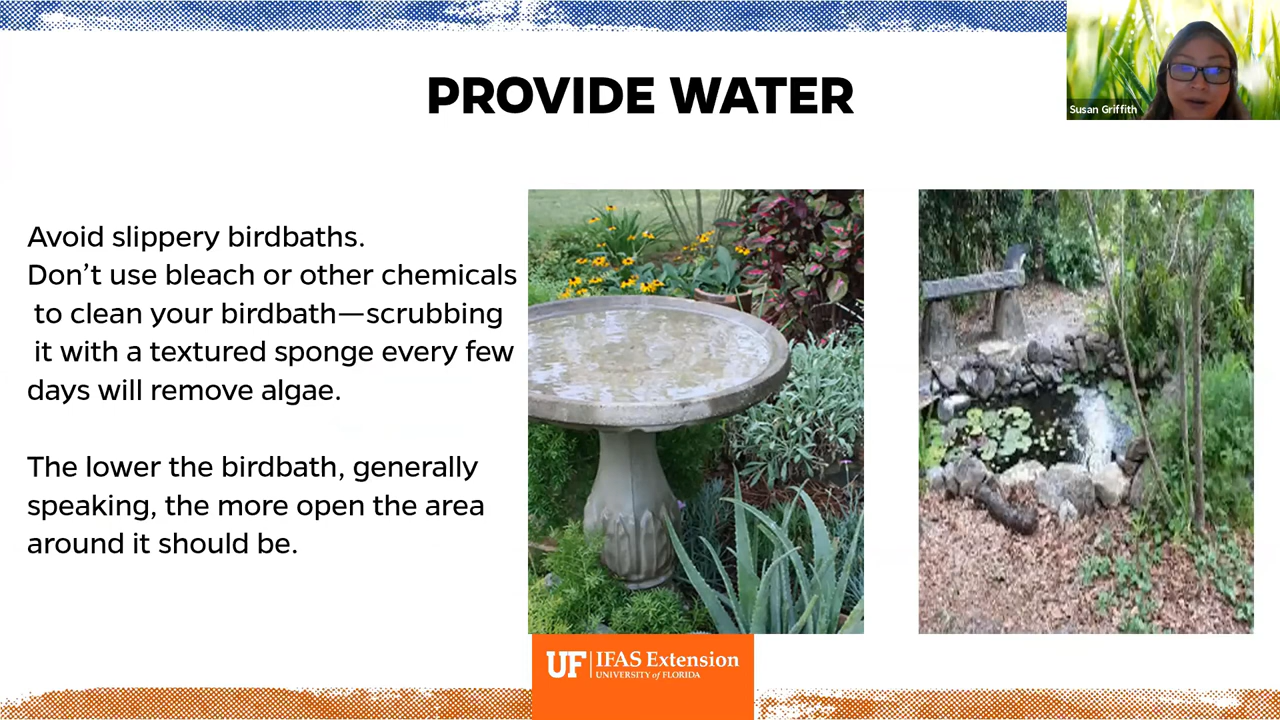 PROVIDE WATER
Susan Griffith
Avoid slippery birdbaths.
Don’t use bleach or other chemicals
to clean your birdbath—scrubbing
it with a textured sponge every few
days will remove algae.
The lower the birdbath, generally
speaking, the more open the area
around it should be.
UF IFAS Extension
UNIVERSITY of FLORIDA